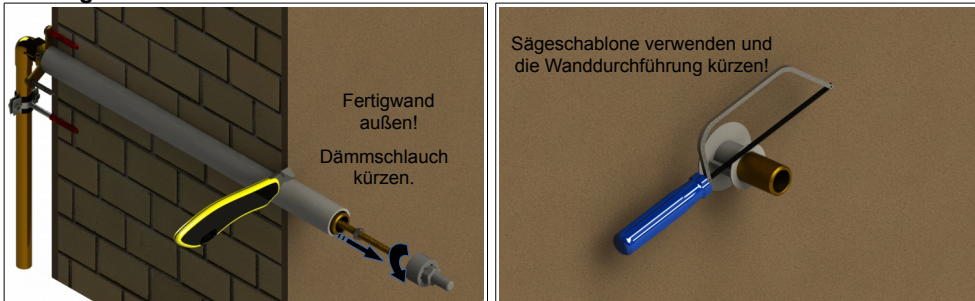 Fertigwand
außen!
Dämmschlauch
kürzen.
Sägeschablone verwenden und
die Wanddurchführung kürzen!